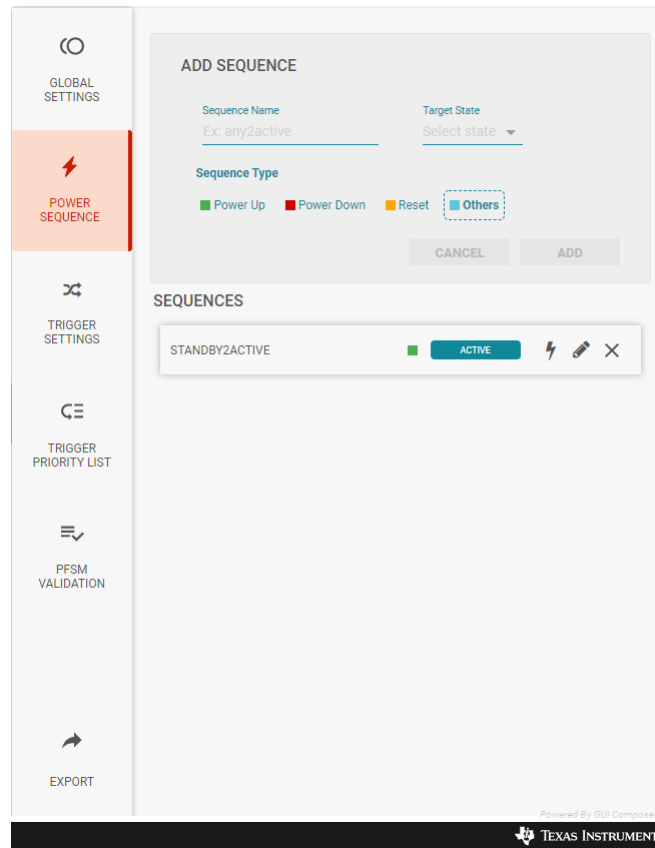 GLOBAL
SETTINGS
POWER
SEQUENCE
TRIGGER
SETTINGS
TRIGGER
PRIORITY LIST
PFSM
VALIDATION
EXPORT
ADD SEQUENCE
Sequence Name
Target State
Ex: any2active
Select state
Sequence Type
Power Up Power Down Reset Others
CANCEL ADD
SEQUENCES
STANDBY2ACTIVE ACTIVE
Powered By GUI Compose
TEXAS INSTRUMENT